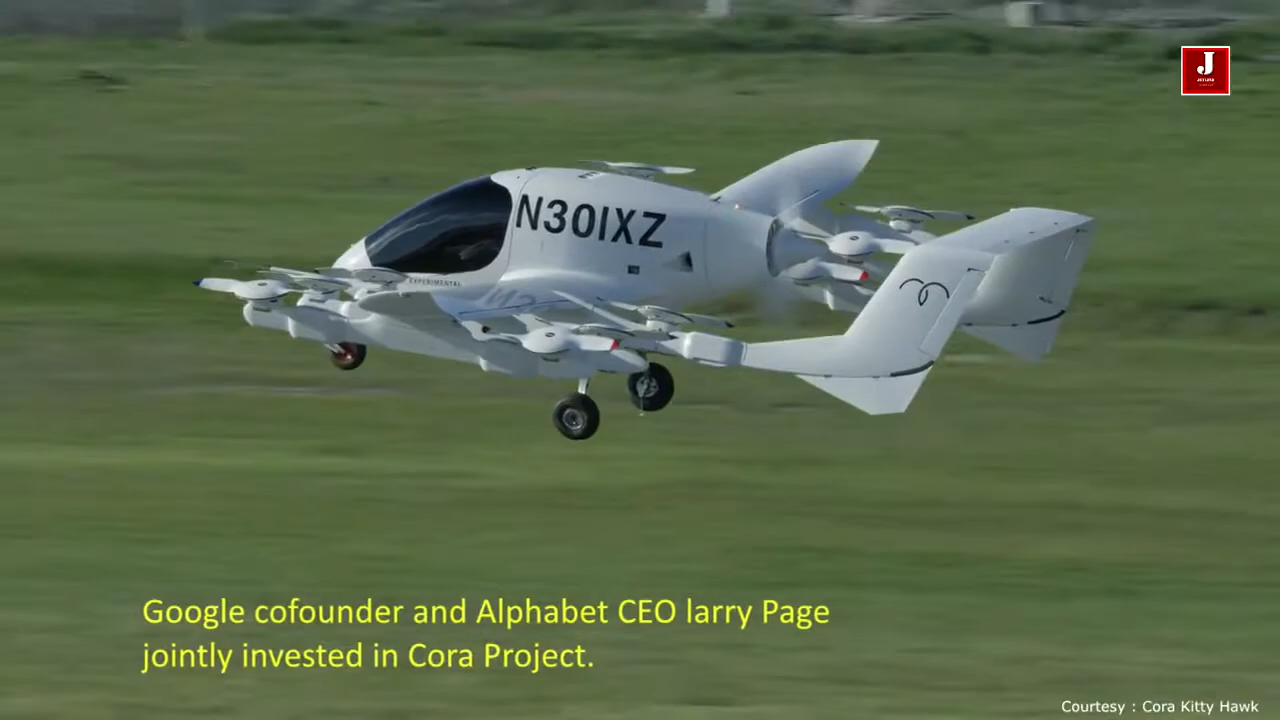 J
N301XZ
EXPERIMENTAL
Google cofounder and Alphabet CEO larry Page
jointly invested in Cora Project.
Courtesy : Cora Kitty Hawk